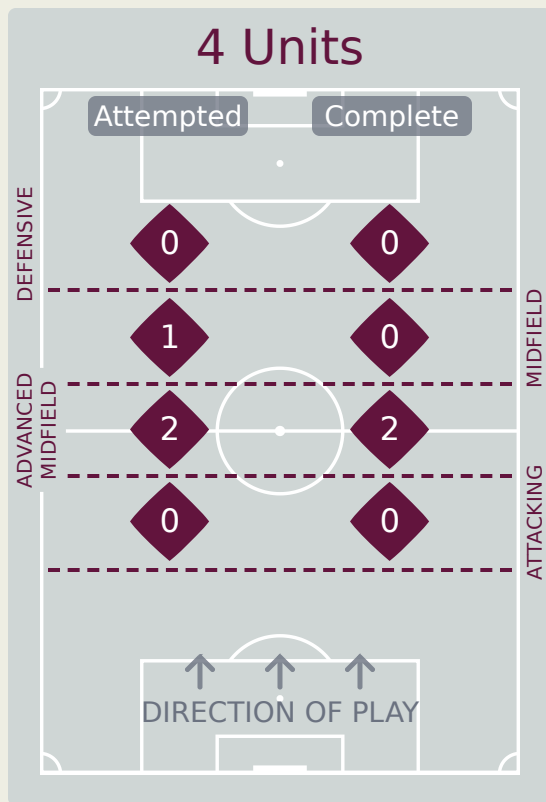 4 Units
Attempted
Complete
DEFENSIVE
0
0
MIDFIELD
1
0
ADVANCED
MIDFIELD
2
2
ATTACKING
0
0
DIRECTION OF PLAY